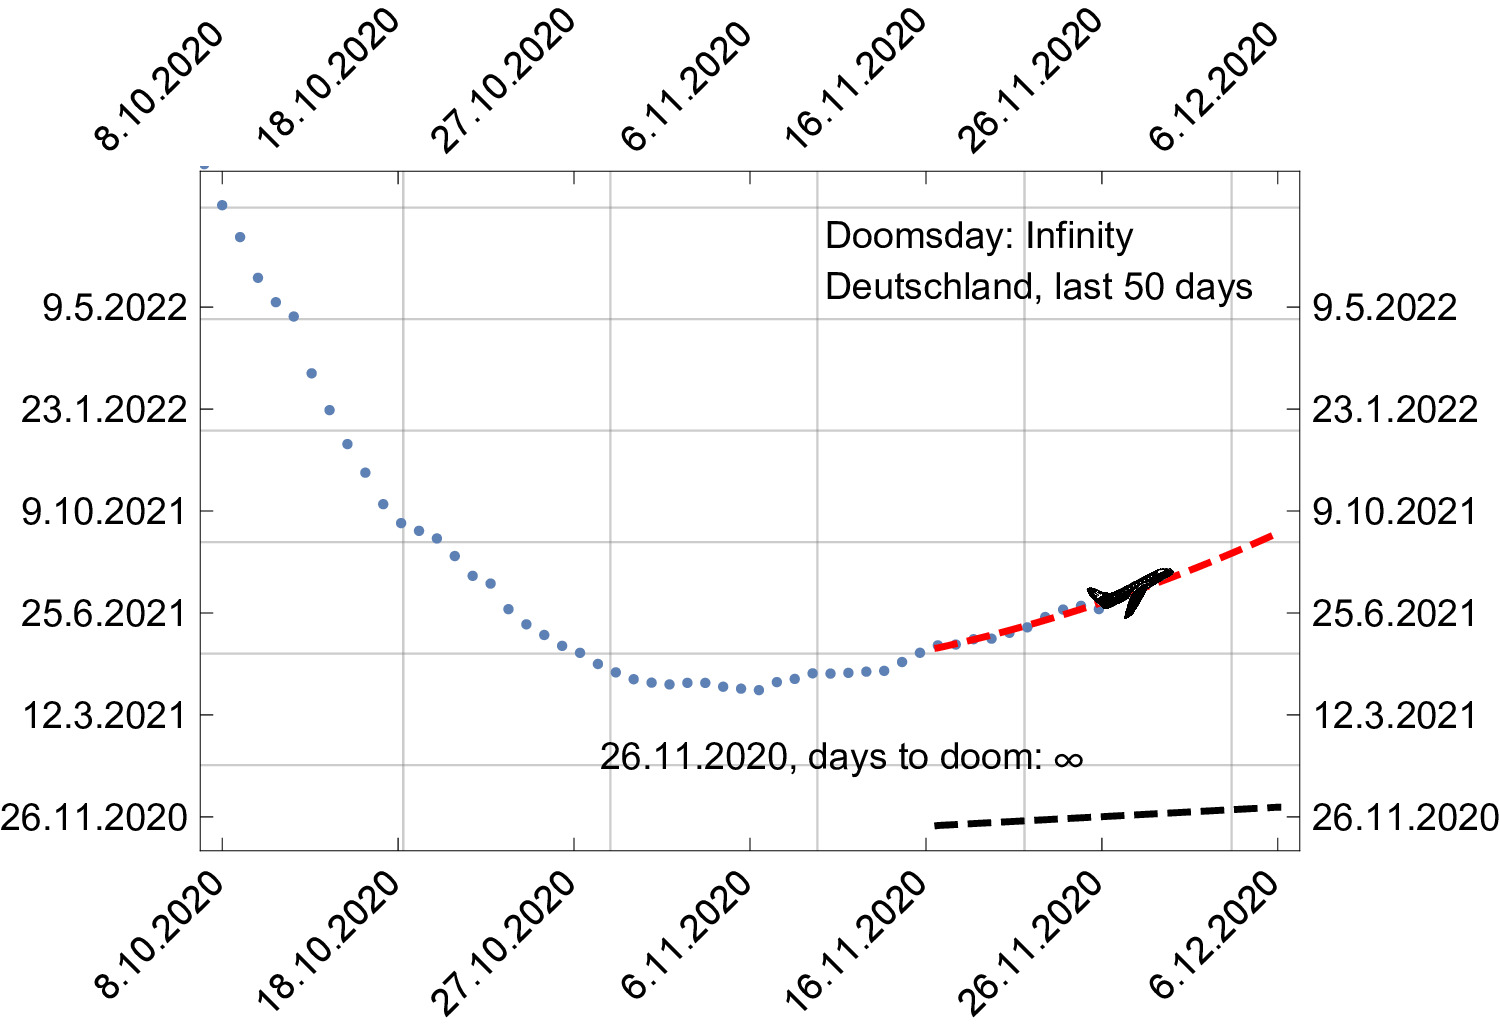 8.10.2020 18.10.2020 27.10.2020 6.11.2020 16.11.2020 26.11.2020 6.12.2020
Doomsday: Infinity
Deutschland, last 50 days
9.5.2022 9.5.2022
23.1.2022 23.1.2022
9.10.2021 9.10.2021
25.6.2021 25.6.2021
12.3.2021 12.3.2021
26.11.2020, days to doom: ∞
26.11.2020 26.11.2020
8.10.2020 18.10.2020 27.10.2020 6.11.2020 16.11.2020 26.11.2020 6.12.2020